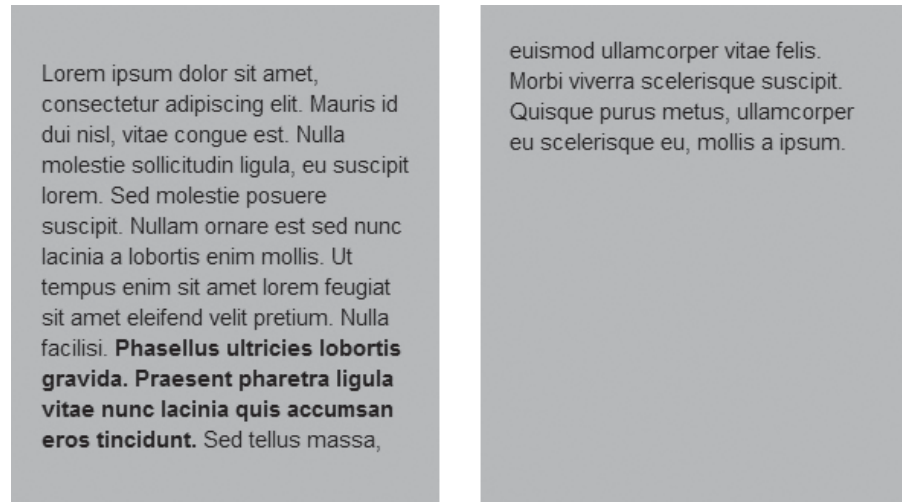 Lorem ipsum dolor sit amet,
consectetur adipiscing elit. Mauris id
dui nisl, vitae congue est. Nulla
molestie sollicitudin ligula, eu suscipit
lorem. Sed molestie posuere
suscipit. Nullam ornare est sed nunc
lacinia a lobortis enim mollis. Ut
tempus enim sit amet lorem feugiat
sit amet eleifend velit pretium. Nulla
facilisi. Phasellus ultricies lobortis
gravida. Praesent pharetra ligula
vitae nunc lacinia quis accumsan
eros tincidunt. Sed tellus massa,
euismod ullamcorper vitae felis.
Morbi viverra scelerisque suscipit.
Quisque purus metus, ullamcorper
eu scelerisque eu, mollis a ipsum.